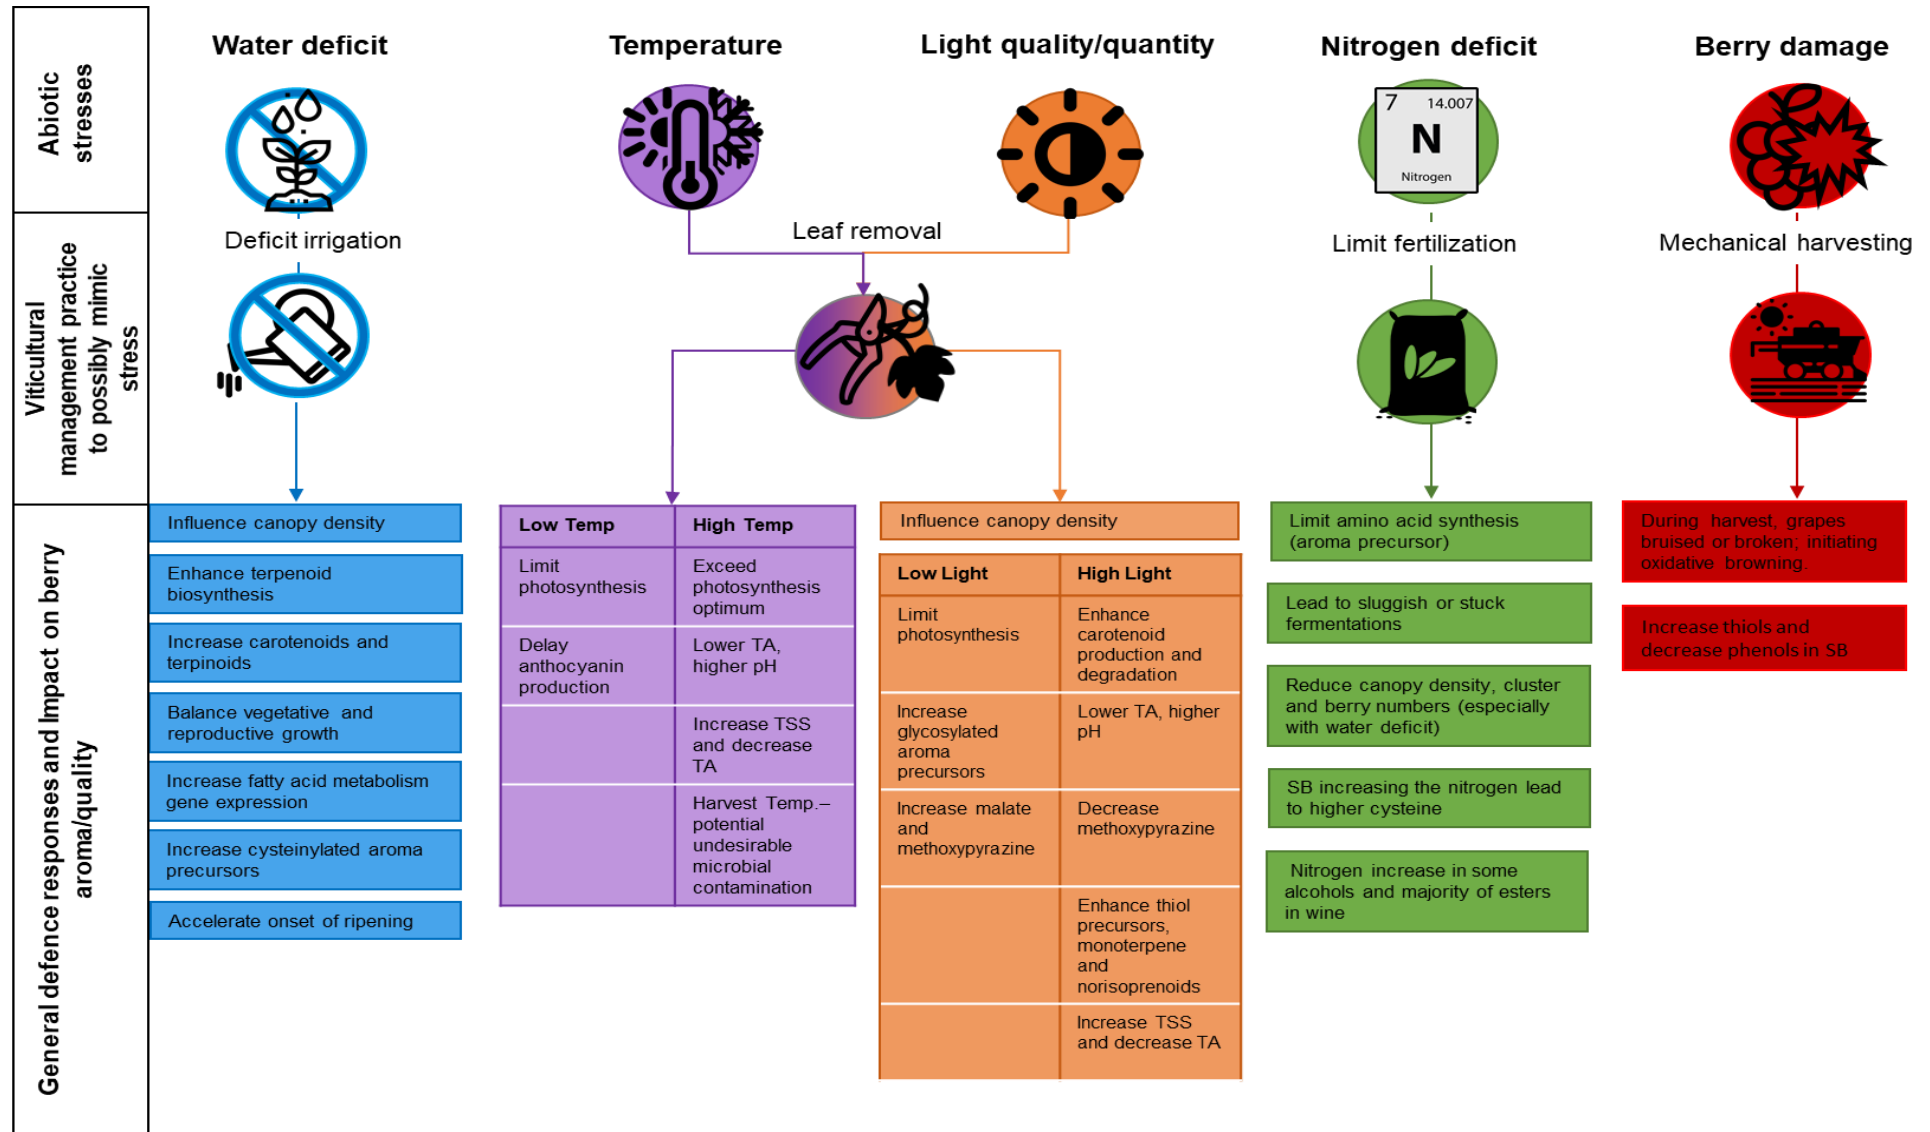 Abiotic
stresses
Water deficit
Temperature
Light quality/quantity
Nitrogen deficit
Berry damage
7 14.007
N
Nitrogen
Viticultural
management practice
to possibly mimic
stress
Deficit irrigation
Leaf removal
Limit fertilization
Mechanical harvesting
General defence responses and Impact on berry
aroma/quality
Influence canopy density
Enhance terpenoid
biosynthesis
Increase carotenoids and
terpinoids
Balance vegetative and
reproductive growth
Increase fatty acid metabolism
gene expression
Increase cysteinylated aroma
precursors
Accelerate onset of ripening
Low Temp
High Temp
Limit
photosynthesis
Exceed
photosynthesis
optimum
Delay
anthocyanin
production
Lower TA,
higher pH
Increase TSS
and decrease
TA
Harvest Temp.–
potential
undesirable
microbial
contamination
Influence canopy density
Low Light
High Light
Limit
photosynthesis
Enhance
carotenoid
production and
degradation
Increase
glycosylated
aroma
precursors
Lower TA, higher
pH
Increase malate
and
methoxypyrazine
Decrease
methoxypyrazine
Enhance thiol
precursors,
monoterpene
and
norisoprenoids
Increase TSS
and decrease TA
Limit amino acid synthesis
(aroma precursor)
Lead to sluggish or stuck
fermentations
Reduce canopy density, cluster
and berry numbers (especially
with water deficit)
SB increasing the nitrogen lead
to higher cysteine
Nitrogen increase in some
alcohols and majority of esters
in wine
During harvest, grapes
bruised or broken; initiating
oxidative browning.
Increase thiols and
decrease phenols in SB